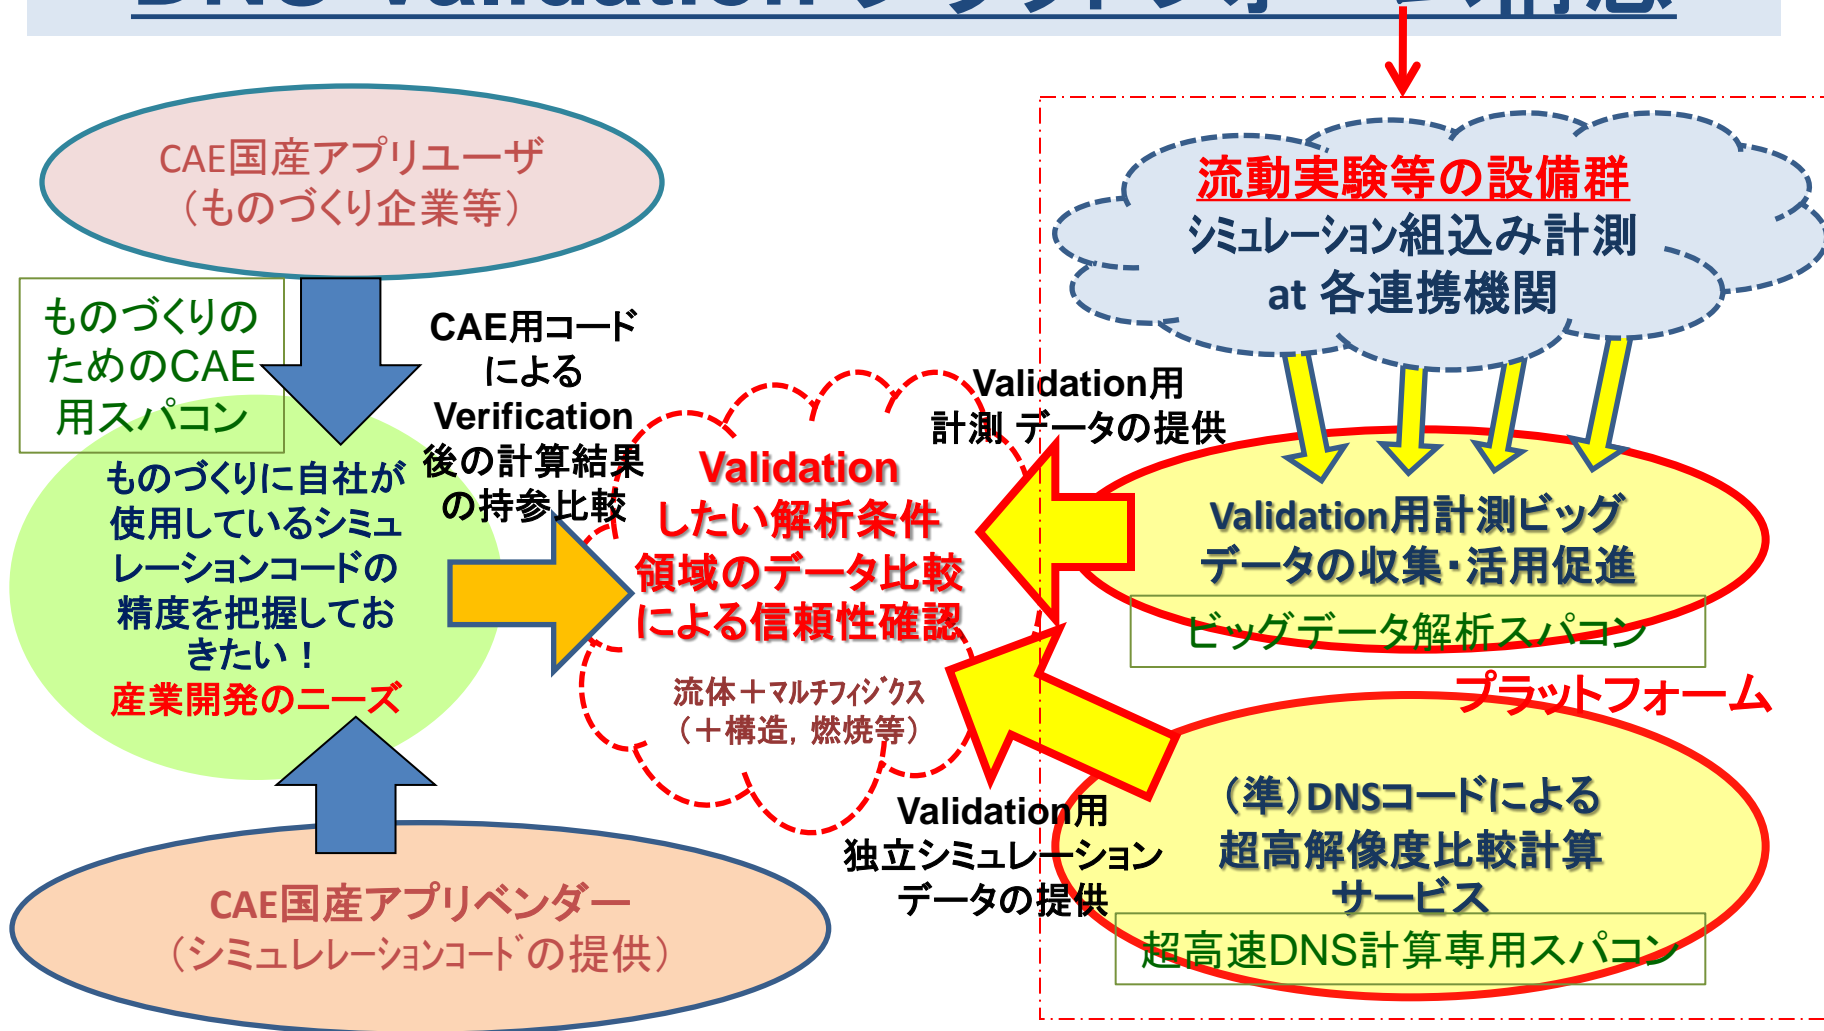 DNS Validation プラットフォーム構想
CAE国産アプリユーザ
（ものづくり企業等）
ものづくりの
ためのCAE
用スパコン
CAE用コード
による
Verification
後の計算結果
の持参比較
ものづくりに自社が
使用しているシミュ
レーションコードの
精度を把握してお
きたい！
産業開発のニーズ
CAE国産アプリベンダー
（シミュレレーションコードの提供）
Validation
したい解析条件
領域のデータ比較
による信頼性確認
流体＋マルチフィジクス
（＋構造，燃焼等）
流動実験等の設備群
シミュレーション組込み計測
at 各連携機関
Validation用
計測 データの提供
Validation用計測ビッグ
データの収集・活用促進
ビッグデータ解析スパコン
プラットフォーム
Validation用
独立シミュレーション
データの提供
（準）DNSコードによる
超高解像度比較計算
サービス
超高速DNS計算専用スパコン